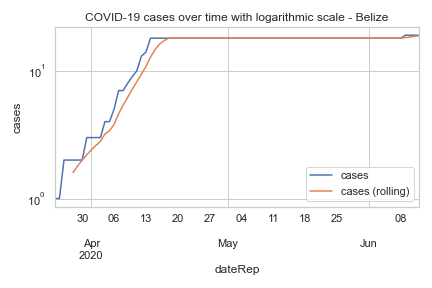 COVID-19 cases over time with logarithmic scale - Belize
cases
10¹
10⁰
cases
cases (rolling)
30 06 13 20 27 04 11 18 25 08
Apr May Jun
2020
dateRep